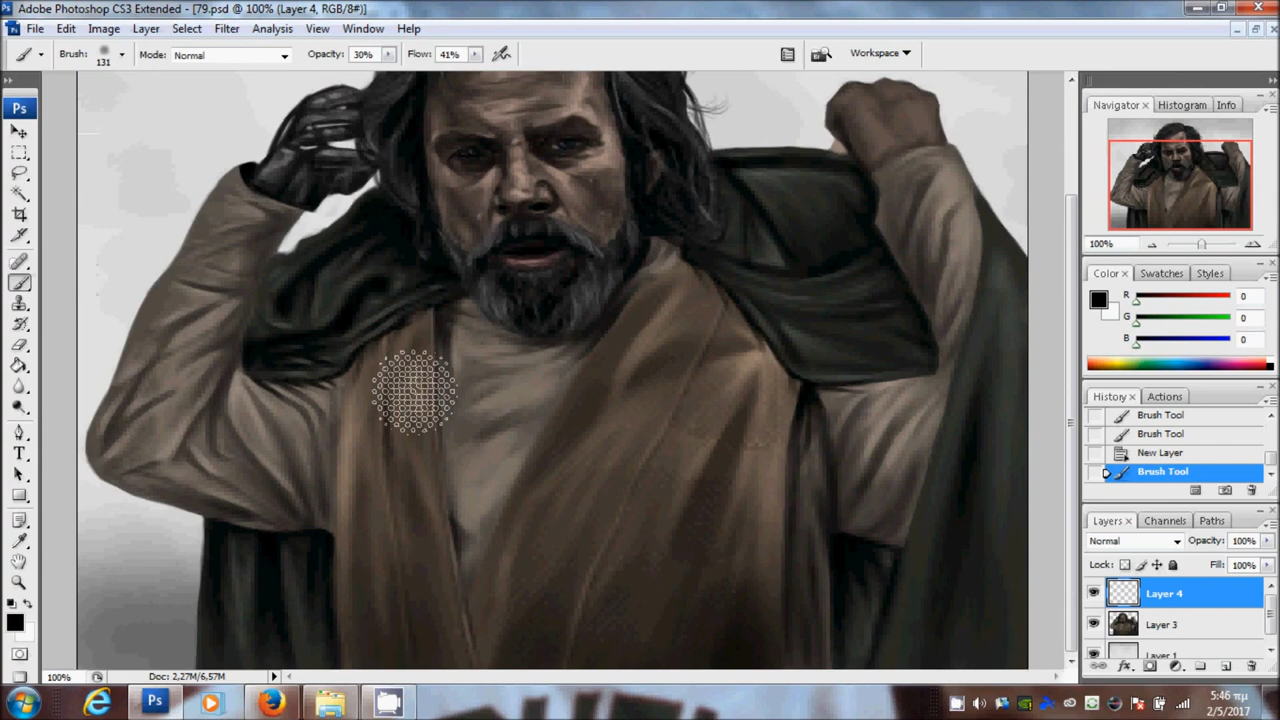 Adobe Photoshop CS3 Extended - [79.psd @ 100% (Layer 4, RGB/8#)]
File Edit Image Layer Select Filter Analysis View Window Help
Brush: 131 Mode: Normal Opacity: 30% Flow: 41% Workspace
Ps
Navigator Histogram Info
100%
Color Swatches Styles
R 0
G 0
B 0
History Actions
Brush Tool
Brush Tool
New Layer
Brush Tool
Layers Channels Paths
Normal Opacity: 100%
Lock: Fill: 100%
Layer 4
Layer 3
Layer 1
100% Doc: 2,27M/6,57M
Ps
5:46 πμ
2/5/2017